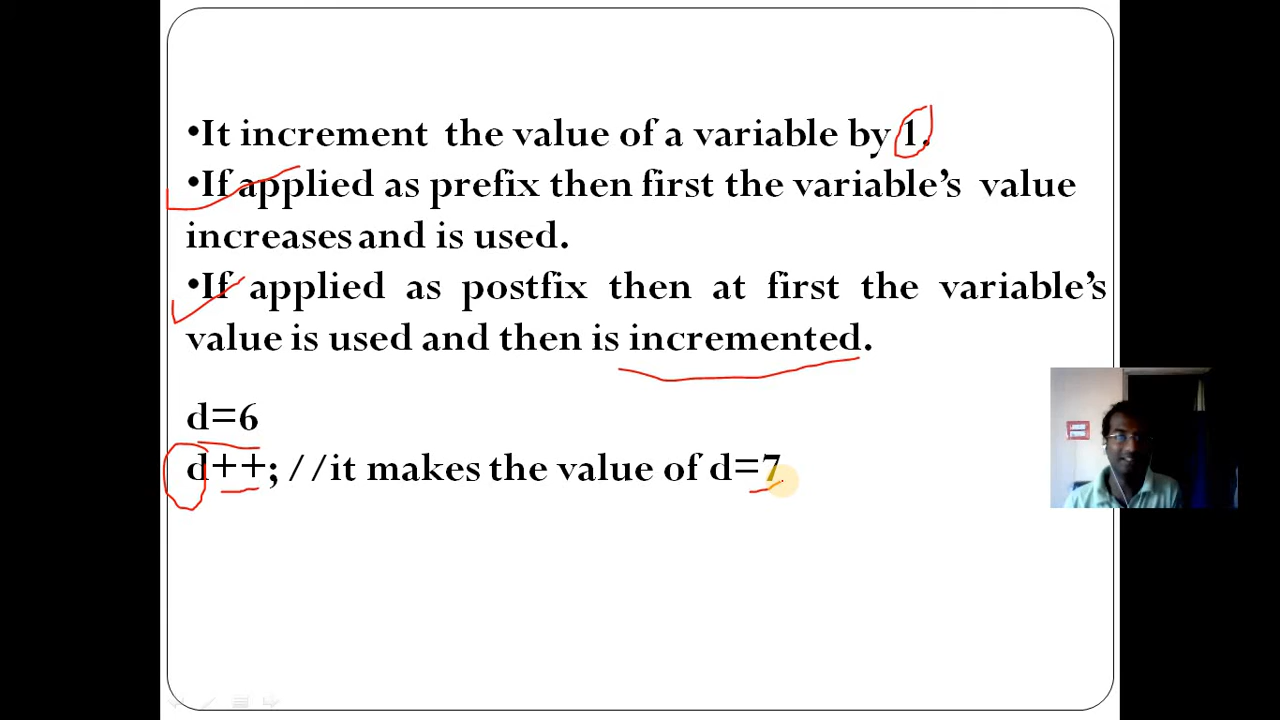 •It increment the value of a variable by 1.
•If applied as prefix then first the variable’s value
increases and is used.
•If applied as postfix then at first the variable’s
value is used and then is incremented.
d=6
d++; //it makes the value of d=7